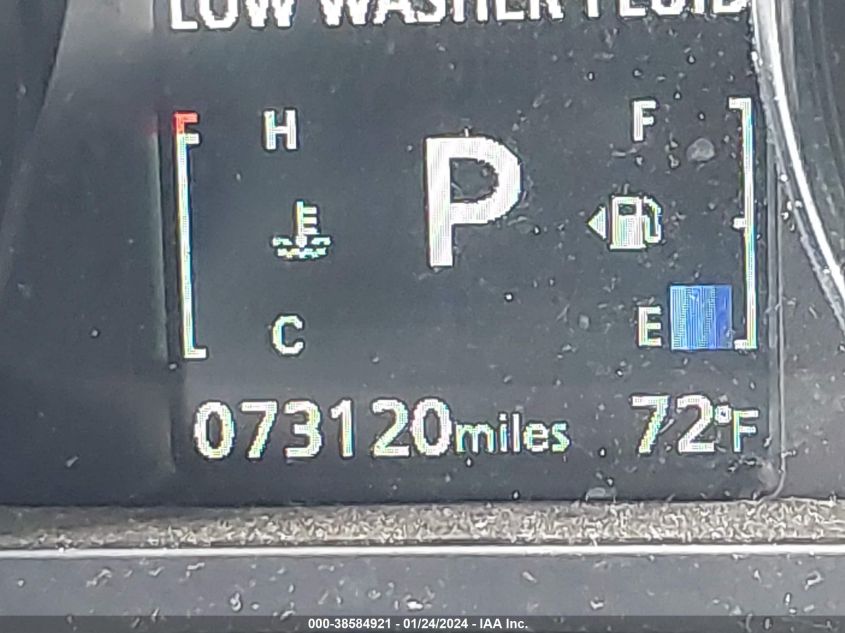 LOW WASHER FLUID
H F
P
E
C E
073120miles 72°F
000-38584921 - 01/24/2024 - IAA Inc.